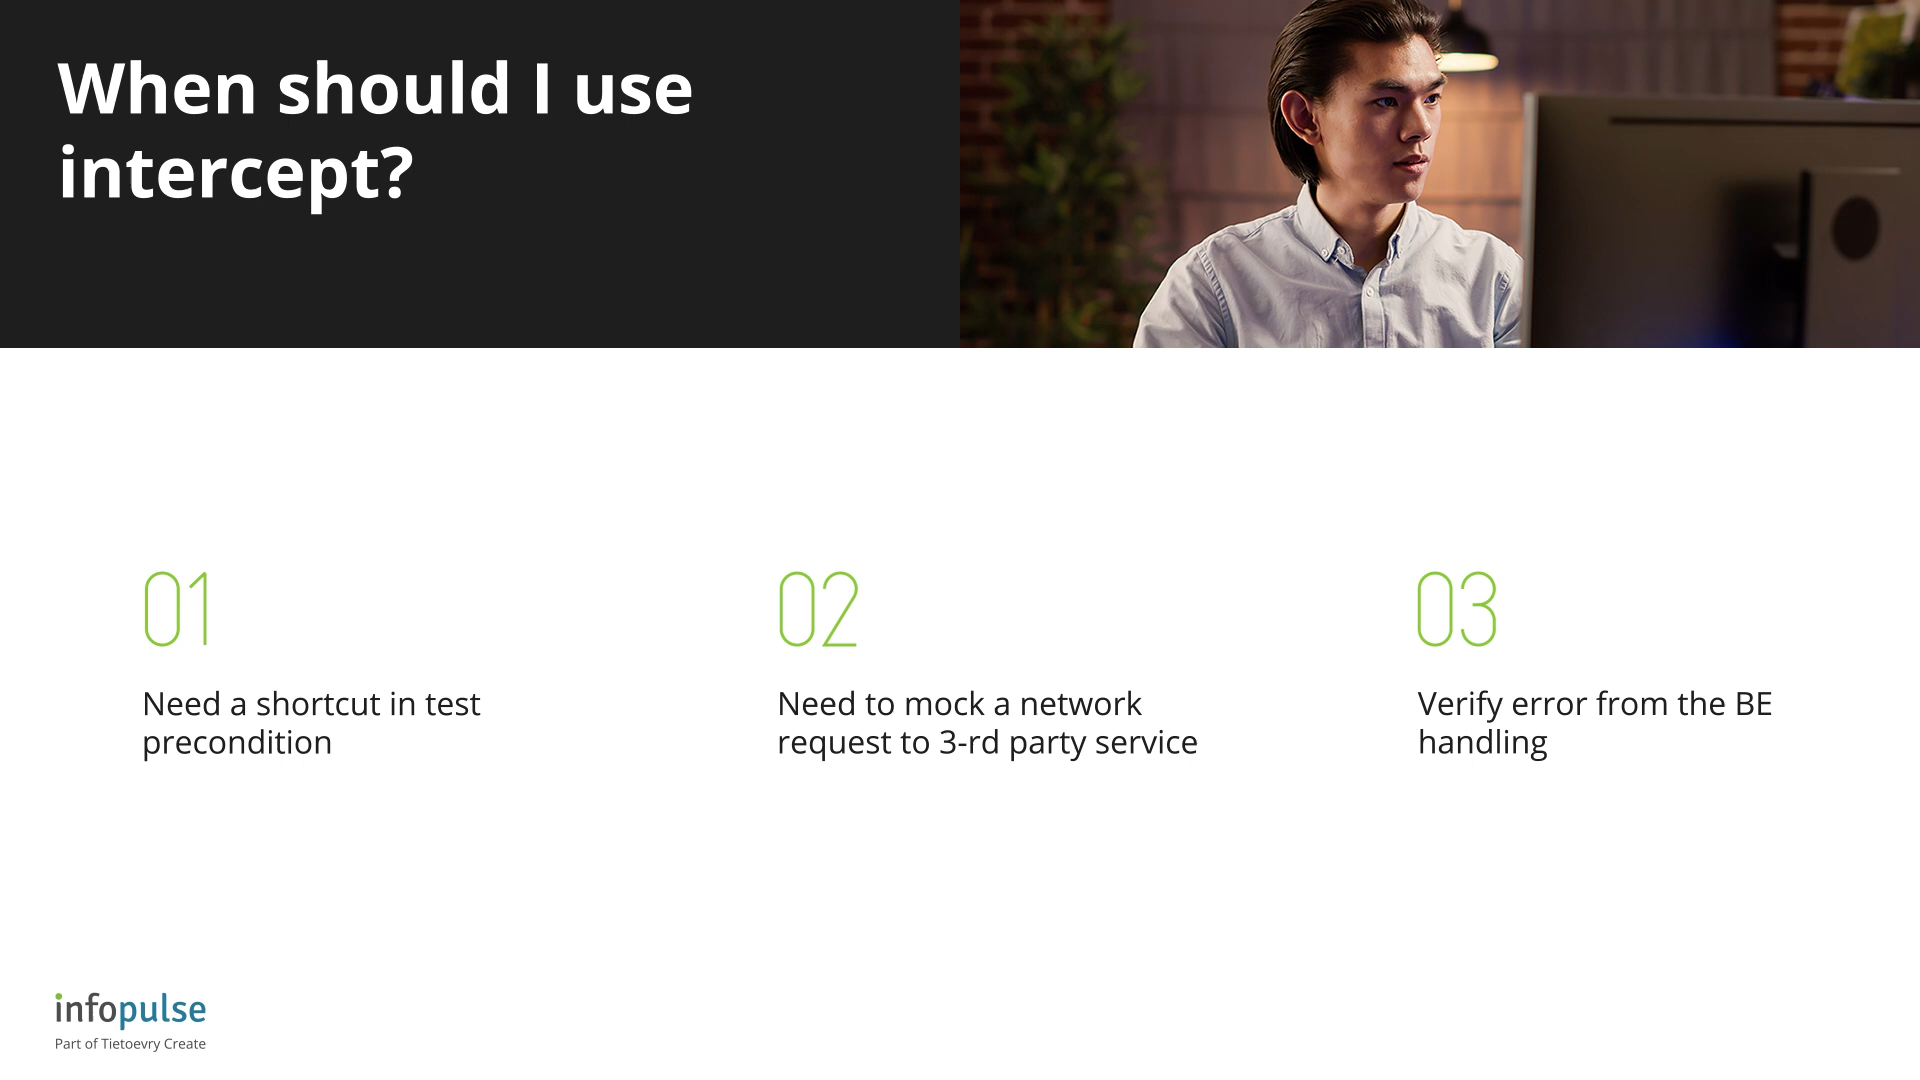 When should I use
intercept?
01
Need a shortcut in test
precondition
02
Need to mock a network
request to 3-rd party service
03
Verify error from the BE
handling
infopulse
Part of Tietoevry Create